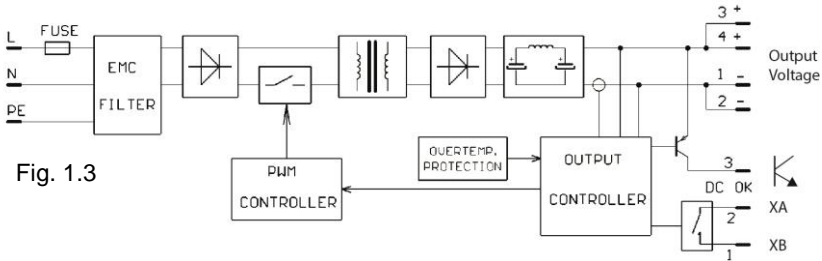 L
FUSE
N
PE
EMC
FILTER
PWM
CONTROLLER
OVERTEMP.
PROTECTION
OUTPUT
CONTROLLER
3 +
4 +
1 -
2 -
Output
Voltage
3
DC OK
2
XA
1
XB
Fig. 1.3